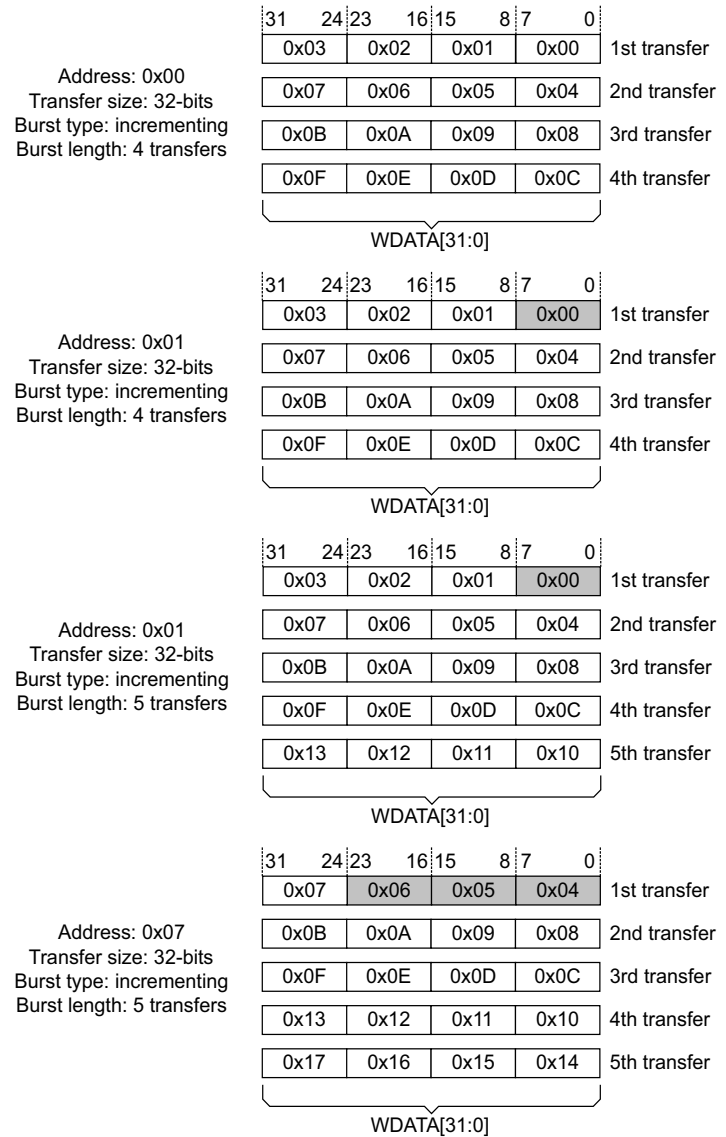 31 24 23 16 15 8 7 0
0x03 0x02 0x01 0x00 1st transfer
Address: 0x00
Transfer size: 32-bits
Burst type: incrementing
Burst length: 4 transfers
0x07 0x06 0x05 0x04 2nd transfer
0x0B 0x0A 0x09 0x08 3rd transfer
0x0F 0x0E 0x0D 0x0C 4th transfer
WDATA[31:0]
31 24 23 16 15 8 7 0
0x03 0x02 0x01 0x00 1st transfer
Address: 0x01
Transfer size: 32-bits
Burst type: incrementing
Burst length: 4 transfers
0x07 0x06 0x05 0x04 2nd transfer
0x0B 0x0A 0x09 0x08 3rd transfer
0x0F 0x0E 0x0D 0x0C 4th transfer
WDATA[31:0]
31 24 23 16 15 8 7 0
0x03 0x02 0x01 0x00 1st transfer
Address: 0x01
Transfer size: 32-bits
Burst type: incrementing
Burst length: 5 transfers
0x07 0x06 0x05 0x04 2nd transfer
0x0B 0x0A 0x09 0x08 3rd transfer
0x0F 0x0E 0x0D 0x0C 4th transfer
0x13 0x12 0x11 0x10 5th transfer
WDATA[31:0]
31 24 23 16 15 8 7 0
0x07 0x06 0x05 0x04 1st transfer
Address: 0x07
Transfer size: 32-bits
Burst type: incrementing
Burst length: 5 transfers
0x0B 0x0A 0x09 0x08 2nd transfer
0x0F 0x0E 0x0D 0x0C 3rd transfer
0x13 0x12 0x11 0x10 4th transfer
0x17 0x16 0x15 0x14 5th transfer
WDATA[31:0]